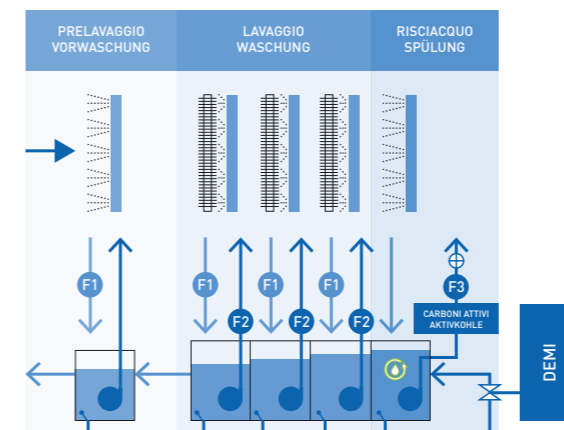 PRELAVAGGIO
VORWASCHUNG
LAVAGGIO
WASCHUNG
RISCIACQUO
SPÜLUNG
F1
F1
F1
F1
F3
F2
F2
F2
CARBONI ATTIVI
AKTIVKOHLE
DEMI